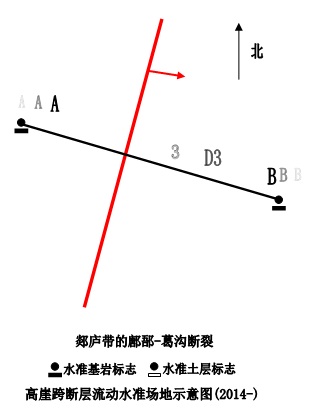 北
A A A
3 D3
B B B
郯庐带的鄌郚-葛沟断裂
水准基岩标志 水准土层标志
高崖跨断层流动水准场地示意图(2014-)